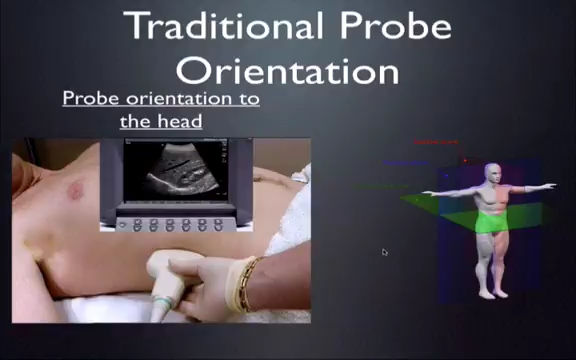 Traditional Probe
Orientation
Probe orientation to
the head